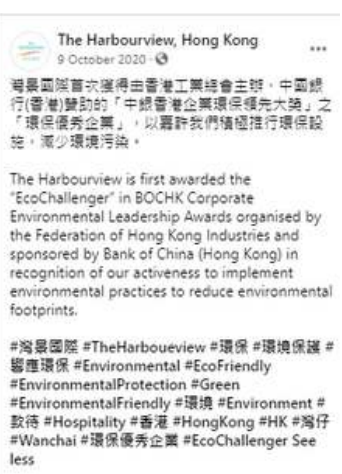 The Harbourview, Hong Kong
9 October 2020 ·
灣景國際首次獲得由香港工業總會主辦，中國銀
行(香港)贊助的「中銀香港企業環保領先大獎」之
「環保優秀企業」，以嘉許我們積極推行環保設
施，減少環境污染。
The Harbourview is first awarded the
"EcoChallenger" in BOCHK Corporate
Environmental Leadership Awards organised by
the Federation of Hong Kong Industries and
sponsored by Bank of China (Hong Kong) in
recognition of our activeness to implement
environmental practices to reduce environmental
footprints.
#灣景國際 #TheHarboueview #環保 #環境保護 #
響應環保 #Environmental #EcoFriendly
#EnvironmentalProtection #Green
#EnvironmentalFriendly #環境 #Environment #
款待 #Hospitality #香港 #HongKong #HK #灣仔
#Wanchai #環保優秀企業 #EcoChallenger See
less